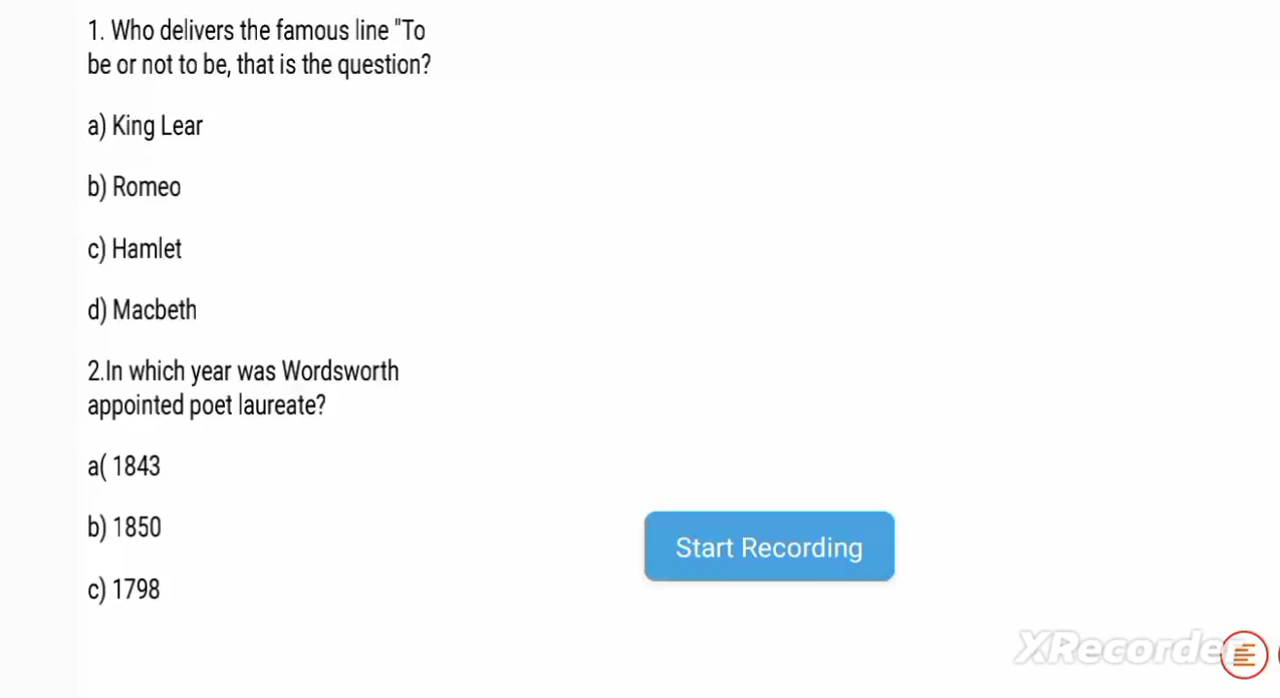 1. Who delivers the famous line "To
be or not to be, that is the question?
a) King Lear
b) Romeo
c) Hamlet
d) Macbeth
2.In which year was Wordsworth
appointed poet laureate?
a( 1843
b) 1850
c) 1798
Start Recording
XRecorder